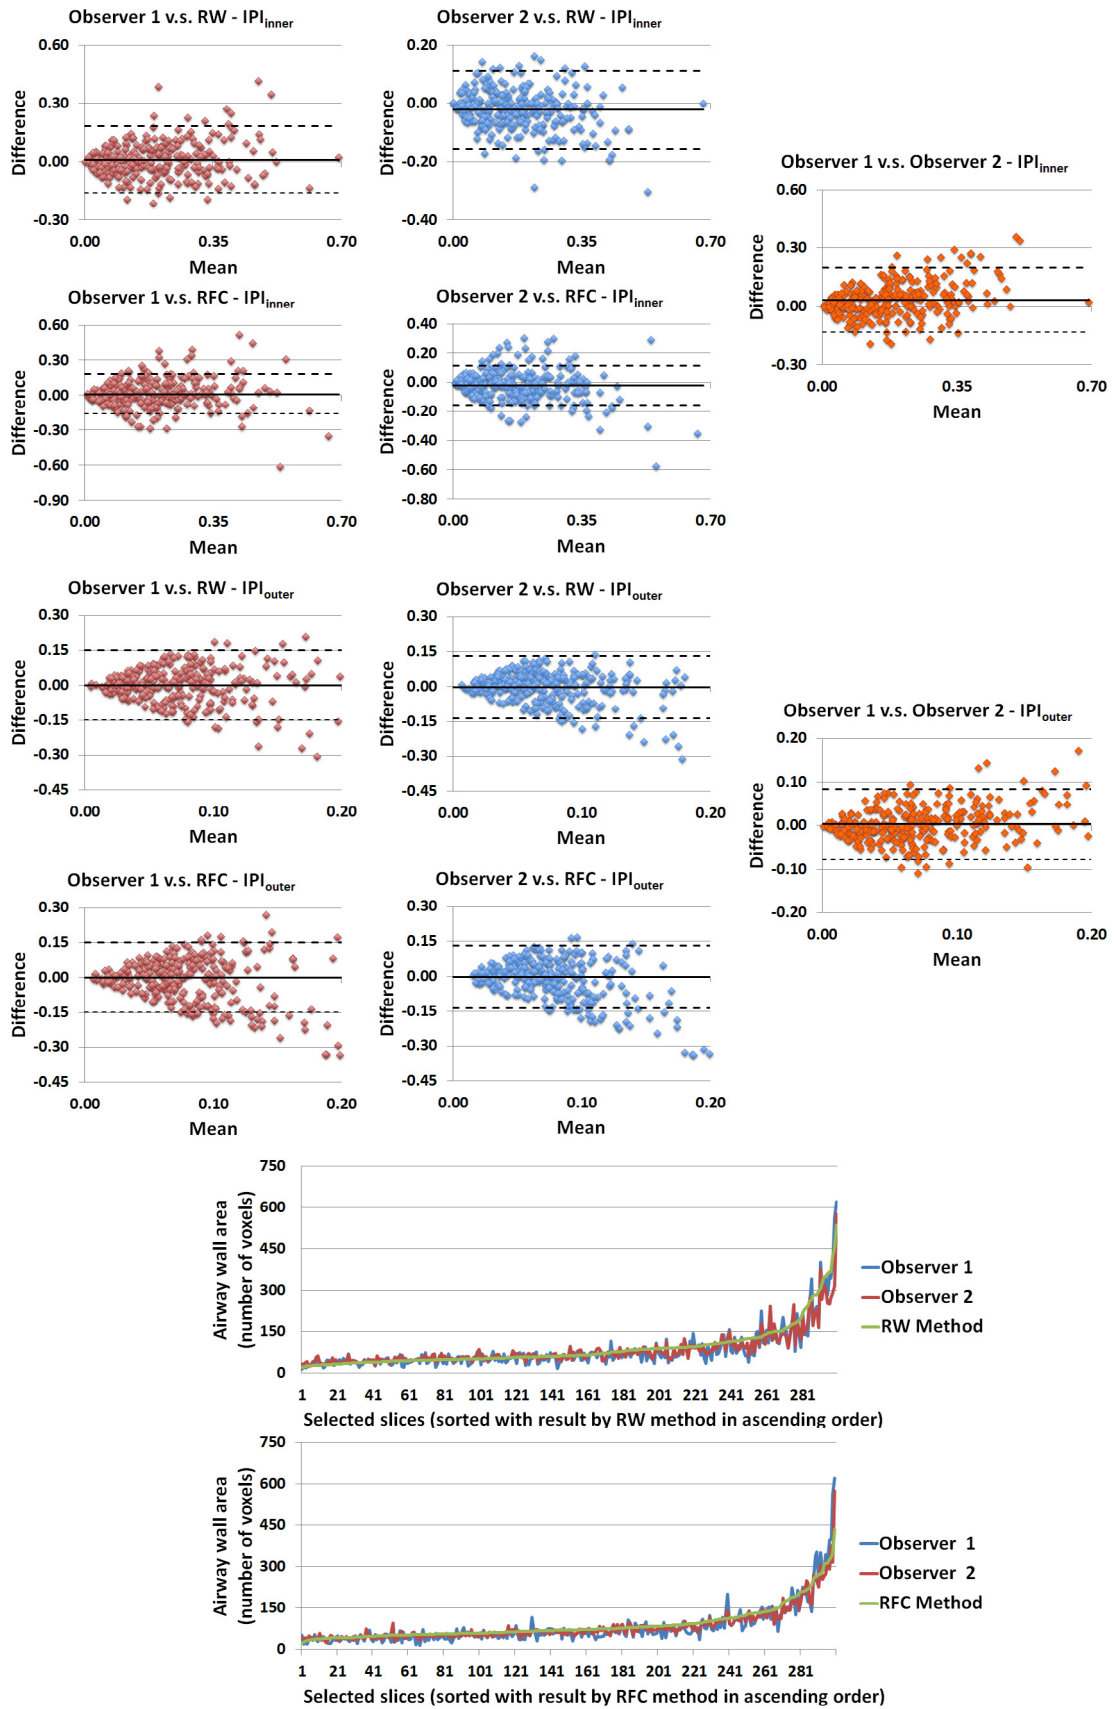 Observer 1 v.s. RW - IPIinner
0.60
0.30
0.00
-0.30
Difference
0.00 0.35 0.70
Mean
Observer 2 v.s. RW - IPIinner
0.20
0.00
-0.20
-0.40
Difference
0.00 0.35 0.70
Mean
Observer 1 v.s. Observer 2 - IPIinner
0.60
0.30
0.00
-0.30
Difference
0.00 0.35 0.70
Mean
Observer 1 v.s. RFC - IPIinner
0.60
0.30
0.00
-0.30
-0.60
-0.90
Difference
0.00 0.35 0.70
Mean
Observer 2 v.s. RFC - IPIinner
0.40
0.20
0.00
-0.20
-0.40
-0.60
-0.80
Difference
0.00 0.35 0.70
Mean
Observer 1 v.s. RW - IPIouter
0.30
0.15
0.00
-0.15
-0.30
-0.45
Difference
0.00 0.10 0.20
Mean
Observer 2 v.s. RW - IPIouter
0.30
0.15
0.00
-0.15
-0.30
-0.45
Difference
0.00 0.10 0.20
Mean
Observer 1 v.s. Observer 2 - IPIouter
0.20
0.10
0.00
-0.10
-0.20
Difference
0.00 0.10 0.20
Mean
Observer 1 v.s. RFC - IPIouter
0.30
0.15
0.00
-0.15
-0.30
-0.45
Difference
0.00 0.10 0.20
Mean
Observer 2 v.s. RFC - IPIouter
0.30
0.15
0.00
-0.15
-0.30
-0.45
Difference
0.00 0.10 0.20
Mean
750
600
450
300
150
0
Airway wall area
(number of voxels)
1 21 41 61 81 101 121 141 161 181 201 221 241 261 281
Selected slices (sorted with result by RW method in ascending order)
Observer 1
Observer 2
RW Method
750
600
450
300
150
0
Airway wall area
(number of voxels)
1 21 41 61 81 101 121 141 161 181 201 221 241 261 281
Selected slices (sorted with result by RFC method in ascending order)
Observer 1
Observer 2
RFC Method